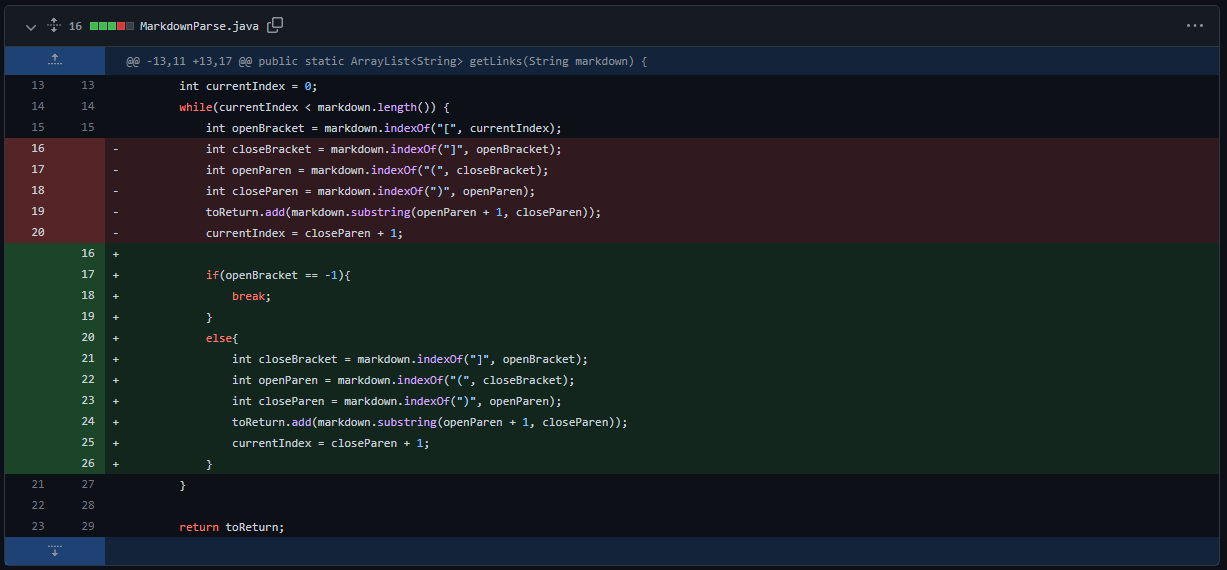 16 MarkdownParse.java ...
@@ -13,11 +13,17 @@ public static ArrayList<String> getLinks(String markdown) {
13 13 int currentIndex = 0;
14 14 while(currentIndex < markdown.length()) {
15 15 int openBracket = markdown.indexOf("[", currentIndex);
16 - int closeBracket = markdown.indexOf("]", openBracket);
17 - int openParen = markdown.indexOf("(", closeBracket);
18 - int closeParen = markdown.indexOf(")", openParen);
19 - toReturn.add(markdown.substring(openParen + 1, closeParen));
20 - currentIndex = closeParen + 1;
16 +
17 + if(openBracket == -1){
18 + break;
19 + }
20 + else{
21 + int closeBracket = markdown.indexOf("]", openBracket);
22 + int openParen = markdown.indexOf("(", closeBracket);
23 + int closeParen = markdown.indexOf(")", openParen);
24 + toReturn.add(markdown.substring(openParen + 1, closeParen));
25 + currentIndex = closeParen + 1;
26 + }
21 27 }
22 28
23 29 return toReturn;